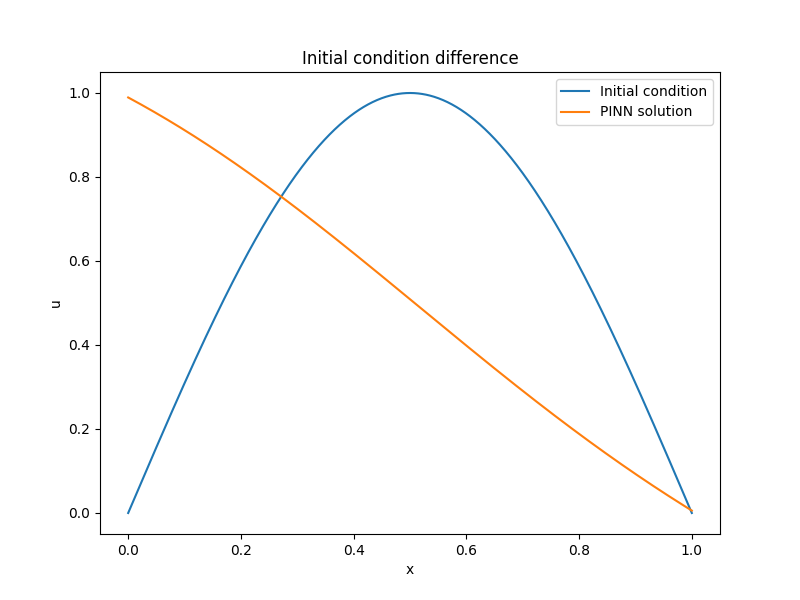 Initial condition difference
Initial condition
PINN solution
1.0
0.8
0.6
0.4
0.2
0.0
u
0.0 0.2 0.4 0.6 0.8 1.0
x